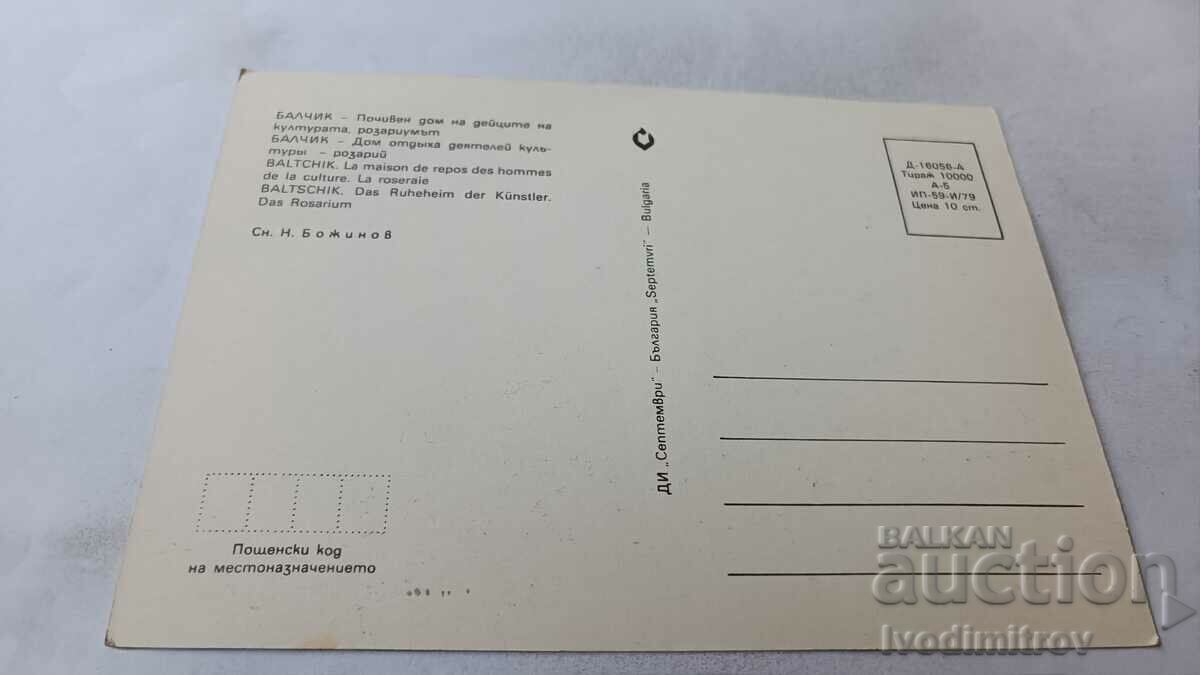 БАЛЧИК – Почивен дом на дейците на
културата, розариумът
БАЛЧИК – Дом отдыха деятелей куль-
туры – розарий
BALTCHIK. La maison de repos des hommes
de la culture. La roseraie
BALTSCHIK. Das Ruheheim der Künstler.
Das Rosarium
Сн. Н. Божинов
Пощенски код
на местоназначението
ДИ „Септември" – България „Septemvri" – Bulgaria
Д-16056-А
Тираж 10000
А-5
ИП-59-И/79
Цена 10 ст.
BALKAN
auction
Ivodimitrov